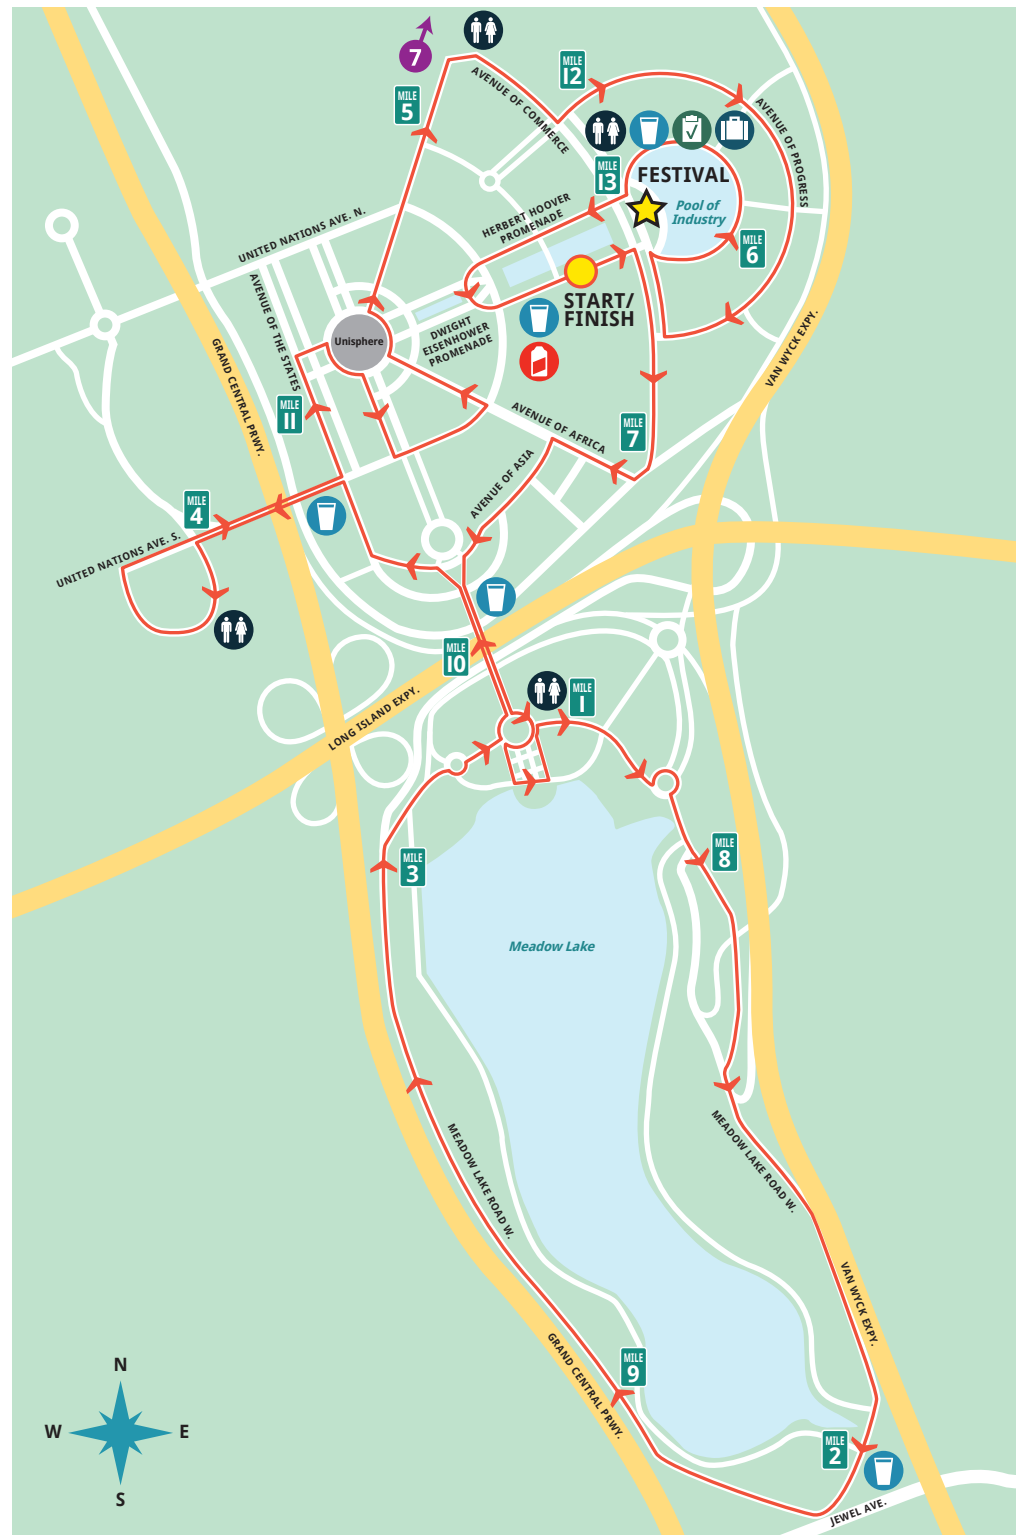 7
MILE
5
AVENUE OF COMMERCE
MILE
12
AVENUE OF PROGRESS
MILE
13
FESTIVAL
Pool of
Industry
HERBERT HOOVER
PROMENADE
UNITED NATIONS AVE. N.
MILE
6
START/
FINISH
AVENUE OF THE STATES
Unisphere
DWIGHT
EISENHOWER
PROMENADE
VAN WYCK EXPY.
GRAND CENTRAL PRWY.
MILE
11
AVENUE OF AFRICA
MILE
7
AVENUE OF ASIA
MILE
4
UNITED NATIONS AVE. S.
MILE
10
MILE
1
LONG ISLAND EXPY.
MILE
3
MILE
8
Meadow Lake
MEADOW LAKE ROAD W.
MEADOW LAKE ROAD W.
VAN WYCK EXPY.
GRAND CENTRAL PRWY.
MILE
9
N
W
E
S
MILE
2
JEWEL AVE.